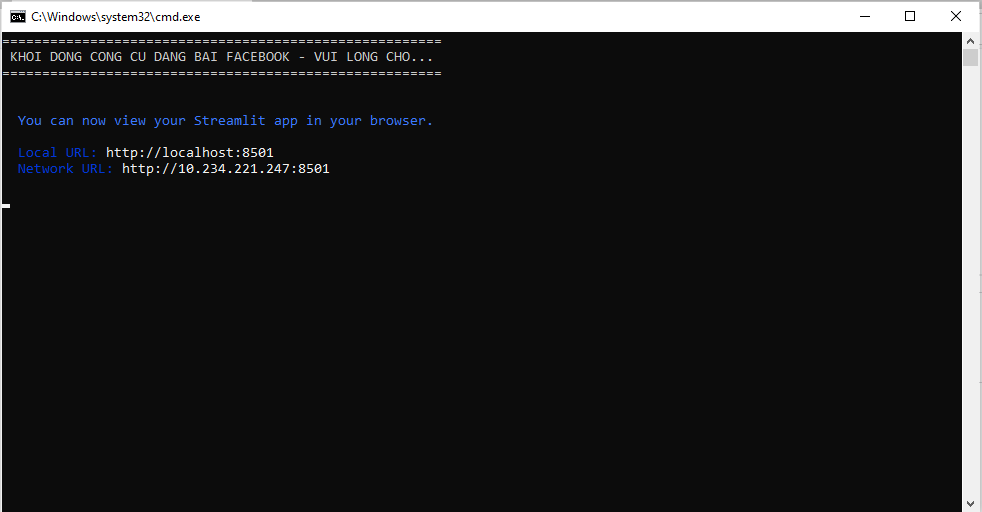 C:\Windows\system32\cmd.exe
=======================================================
KHOI DONG CONG CU DANG BAI FACEBOOK - VUI LONG CHO...
=======================================================
You can now view your Streamlit app in your browser.
Local URL: http://localhost:8501
Network URL: http://10.234.221.247:8501